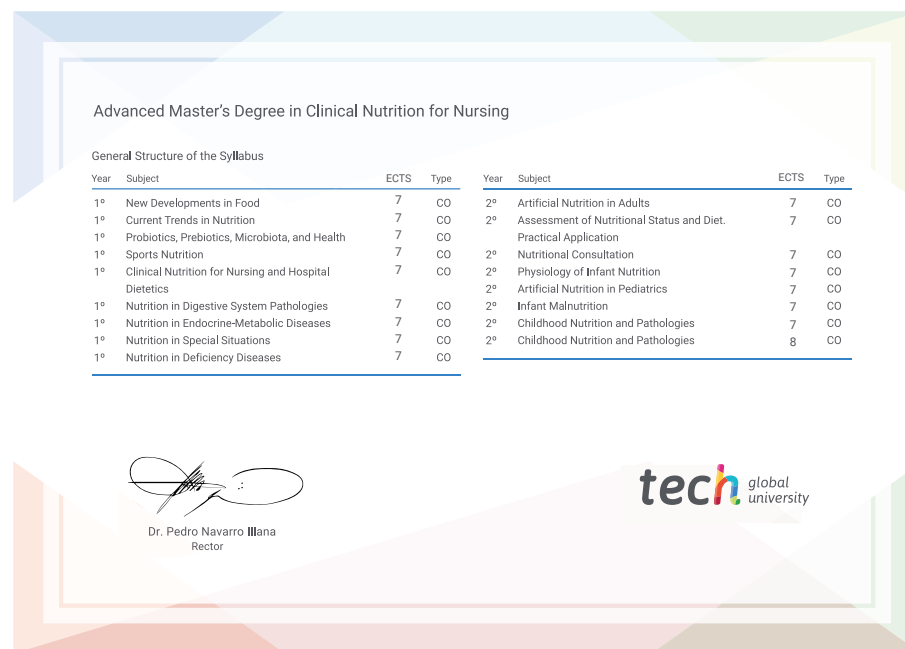 Advanced Master's Degree in Clinical Nutrition for Nursing
General Structure of the Syllabus
Year Subject ECTS Type
1º New Developments in Food 7 CO
1º Current Trends in Nutrition 7 CO
1º Probiotics, Prebiotics, Microbiota, and Health 7 CO
1º Sports Nutrition 7 CO
1º Clinical Nutrition for Nursing and Hospital 7 CO
Dietetics
1º Nutrition in Digestive System Pathologies 7 CO
1º Nutrition in Endocrine-Metabolic Diseases 7 CO
1º Nutrition in Special Situations 7 CO
1º Nutrition in Deficiency Diseases 7 CO
Year Subject ECTS Type
2º Artificial Nutrition in Adults 7 CO
2º Assessment of Nutritional Status and Diet. 7 CO
Practical Application
2º Nutritional Consultation 7 CO
2º Physiology of Infant Nutrition 7 CO
2º Artificial Nutrition in Pediatrics 7 CO
2º Infant Malnutrition 7 CO
2º Childhood Nutrition and Pathologies 7 CO
2º Childhood Nutrition and Pathologies 8 CO
Dr. Pedro Navarro Illana
Rector
tech global
university